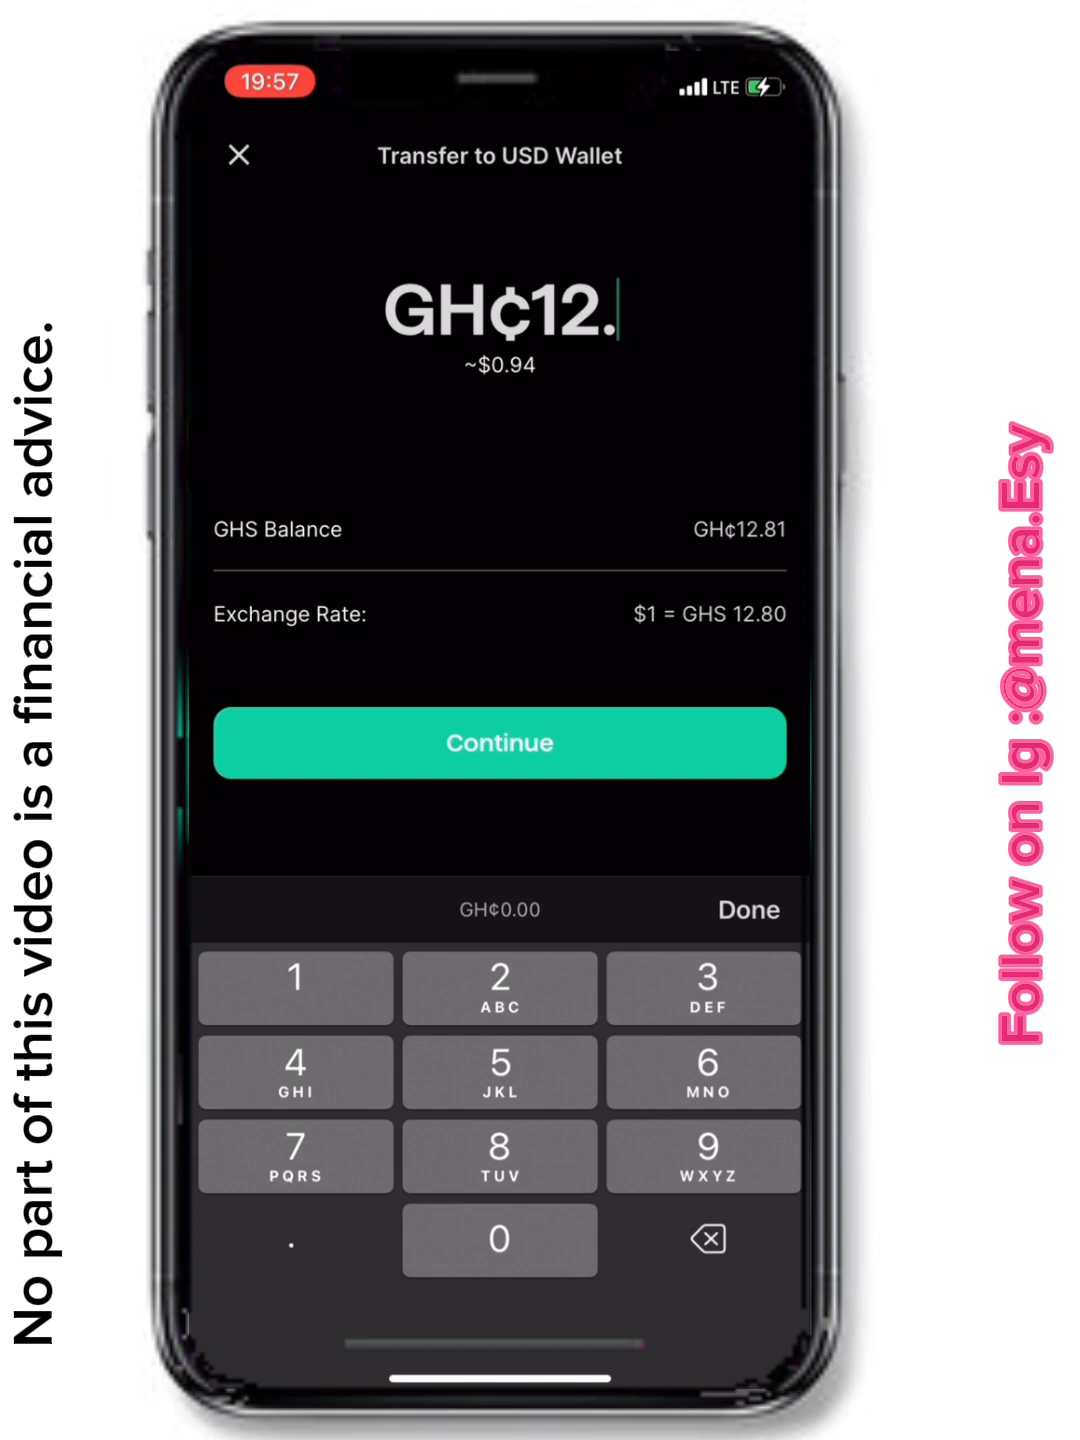 19:57
LTE
Transfer to USD Wallet
GH¢12.
~$0.94
GHS Balance
GH¢12.81
Exchange Rate:
$1 = GHS 12.80
Continue
GH¢0.00
Done
1
2
ABC
3
DEF
4
GHI
5
JKL
6
MNO
7
PQRS
8
TUV
9
WXYZ
.
0
No part of this video is a financial advice.
Follow on Ig :@mena.Esy